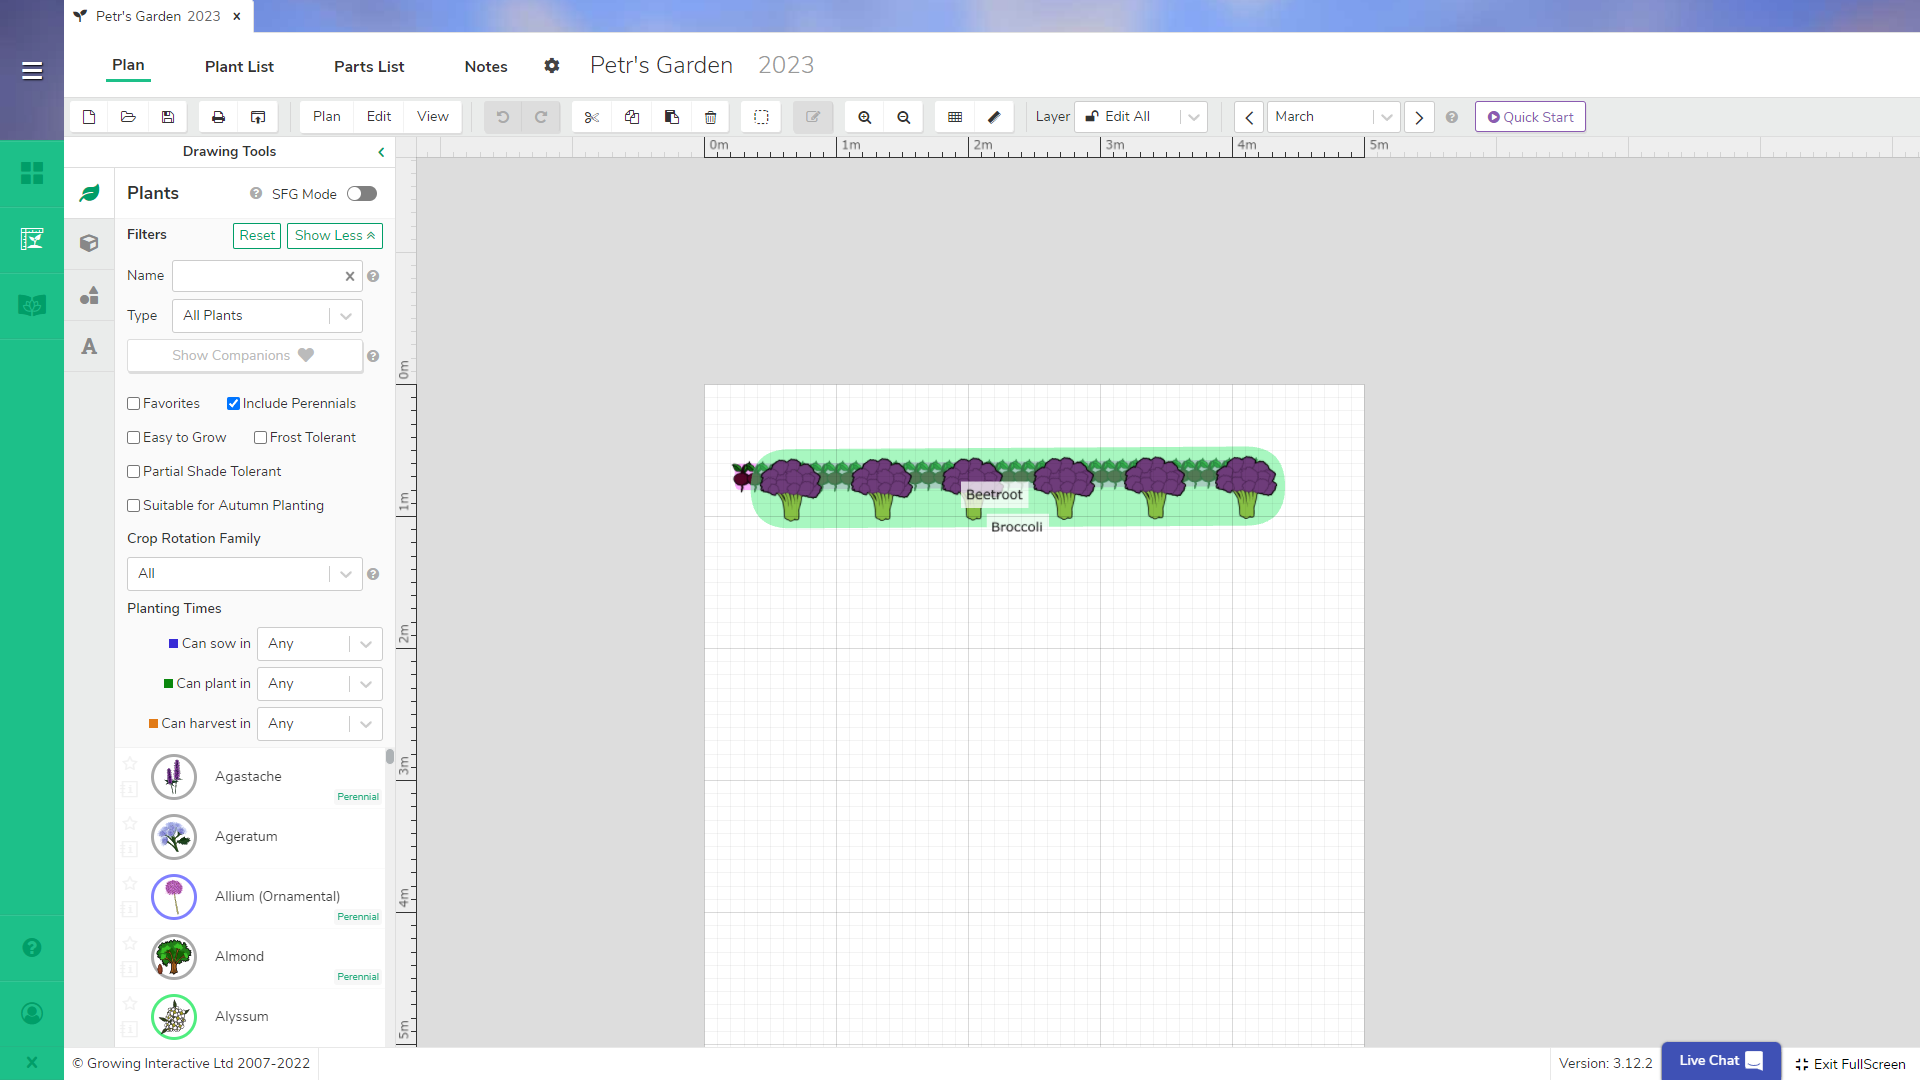 Petr's Garden 2023 x
Plan
Plant List
Parts List
Notes
Petr's Garden 2023
Plan
Edit
View
Layer
Edit All
March
Quick Start
Drawing Tools
0m 1m 2m 3m 4m 5m
Plants
SFG Mode
Filters
Reset
Show Less
Name
Type
All Plants
Show Companions
Favorites
Include Perennials
Easy to Grow
Frost Tolerant
Partial Shade Tolerant
Suitable for Autumn Planting
Crop Rotation Family
All
Planting Times
Can sow in
Any
Can plant in
Any
Can harvest in
Any
Agastache
Perennial
Ageratum
Allium (Ornamental)
Perennial
Almond
Perennial
Alyssum
0m
1m
2m
3m
4m
5m
Beetroot
Broccoli
© Growing Interactive Ltd 2007-2022
Version: 3.12.2
Live Chat
Exit FullScreen